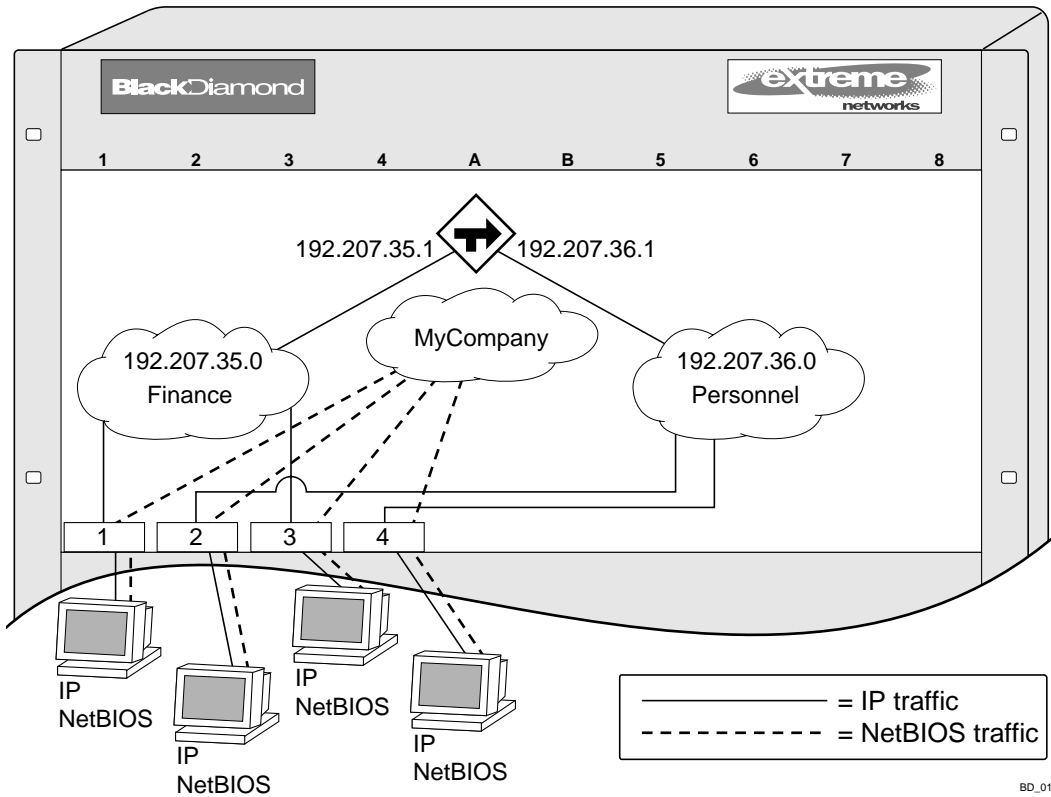 BlackDiamond
extreme
networks
1 2 3 4 A B 5 6 7 8
192.207.35.1
192.207.36.1
MyCompany
192.207.35.0
Finance
192.207.36.0
Personnel
1 2 3 4
IP
NetBIOS
IP
NetBIOS
IP
NetBIOS
IP
NetBIOS
= IP traffic
= NetBIOS traffic
BD_01